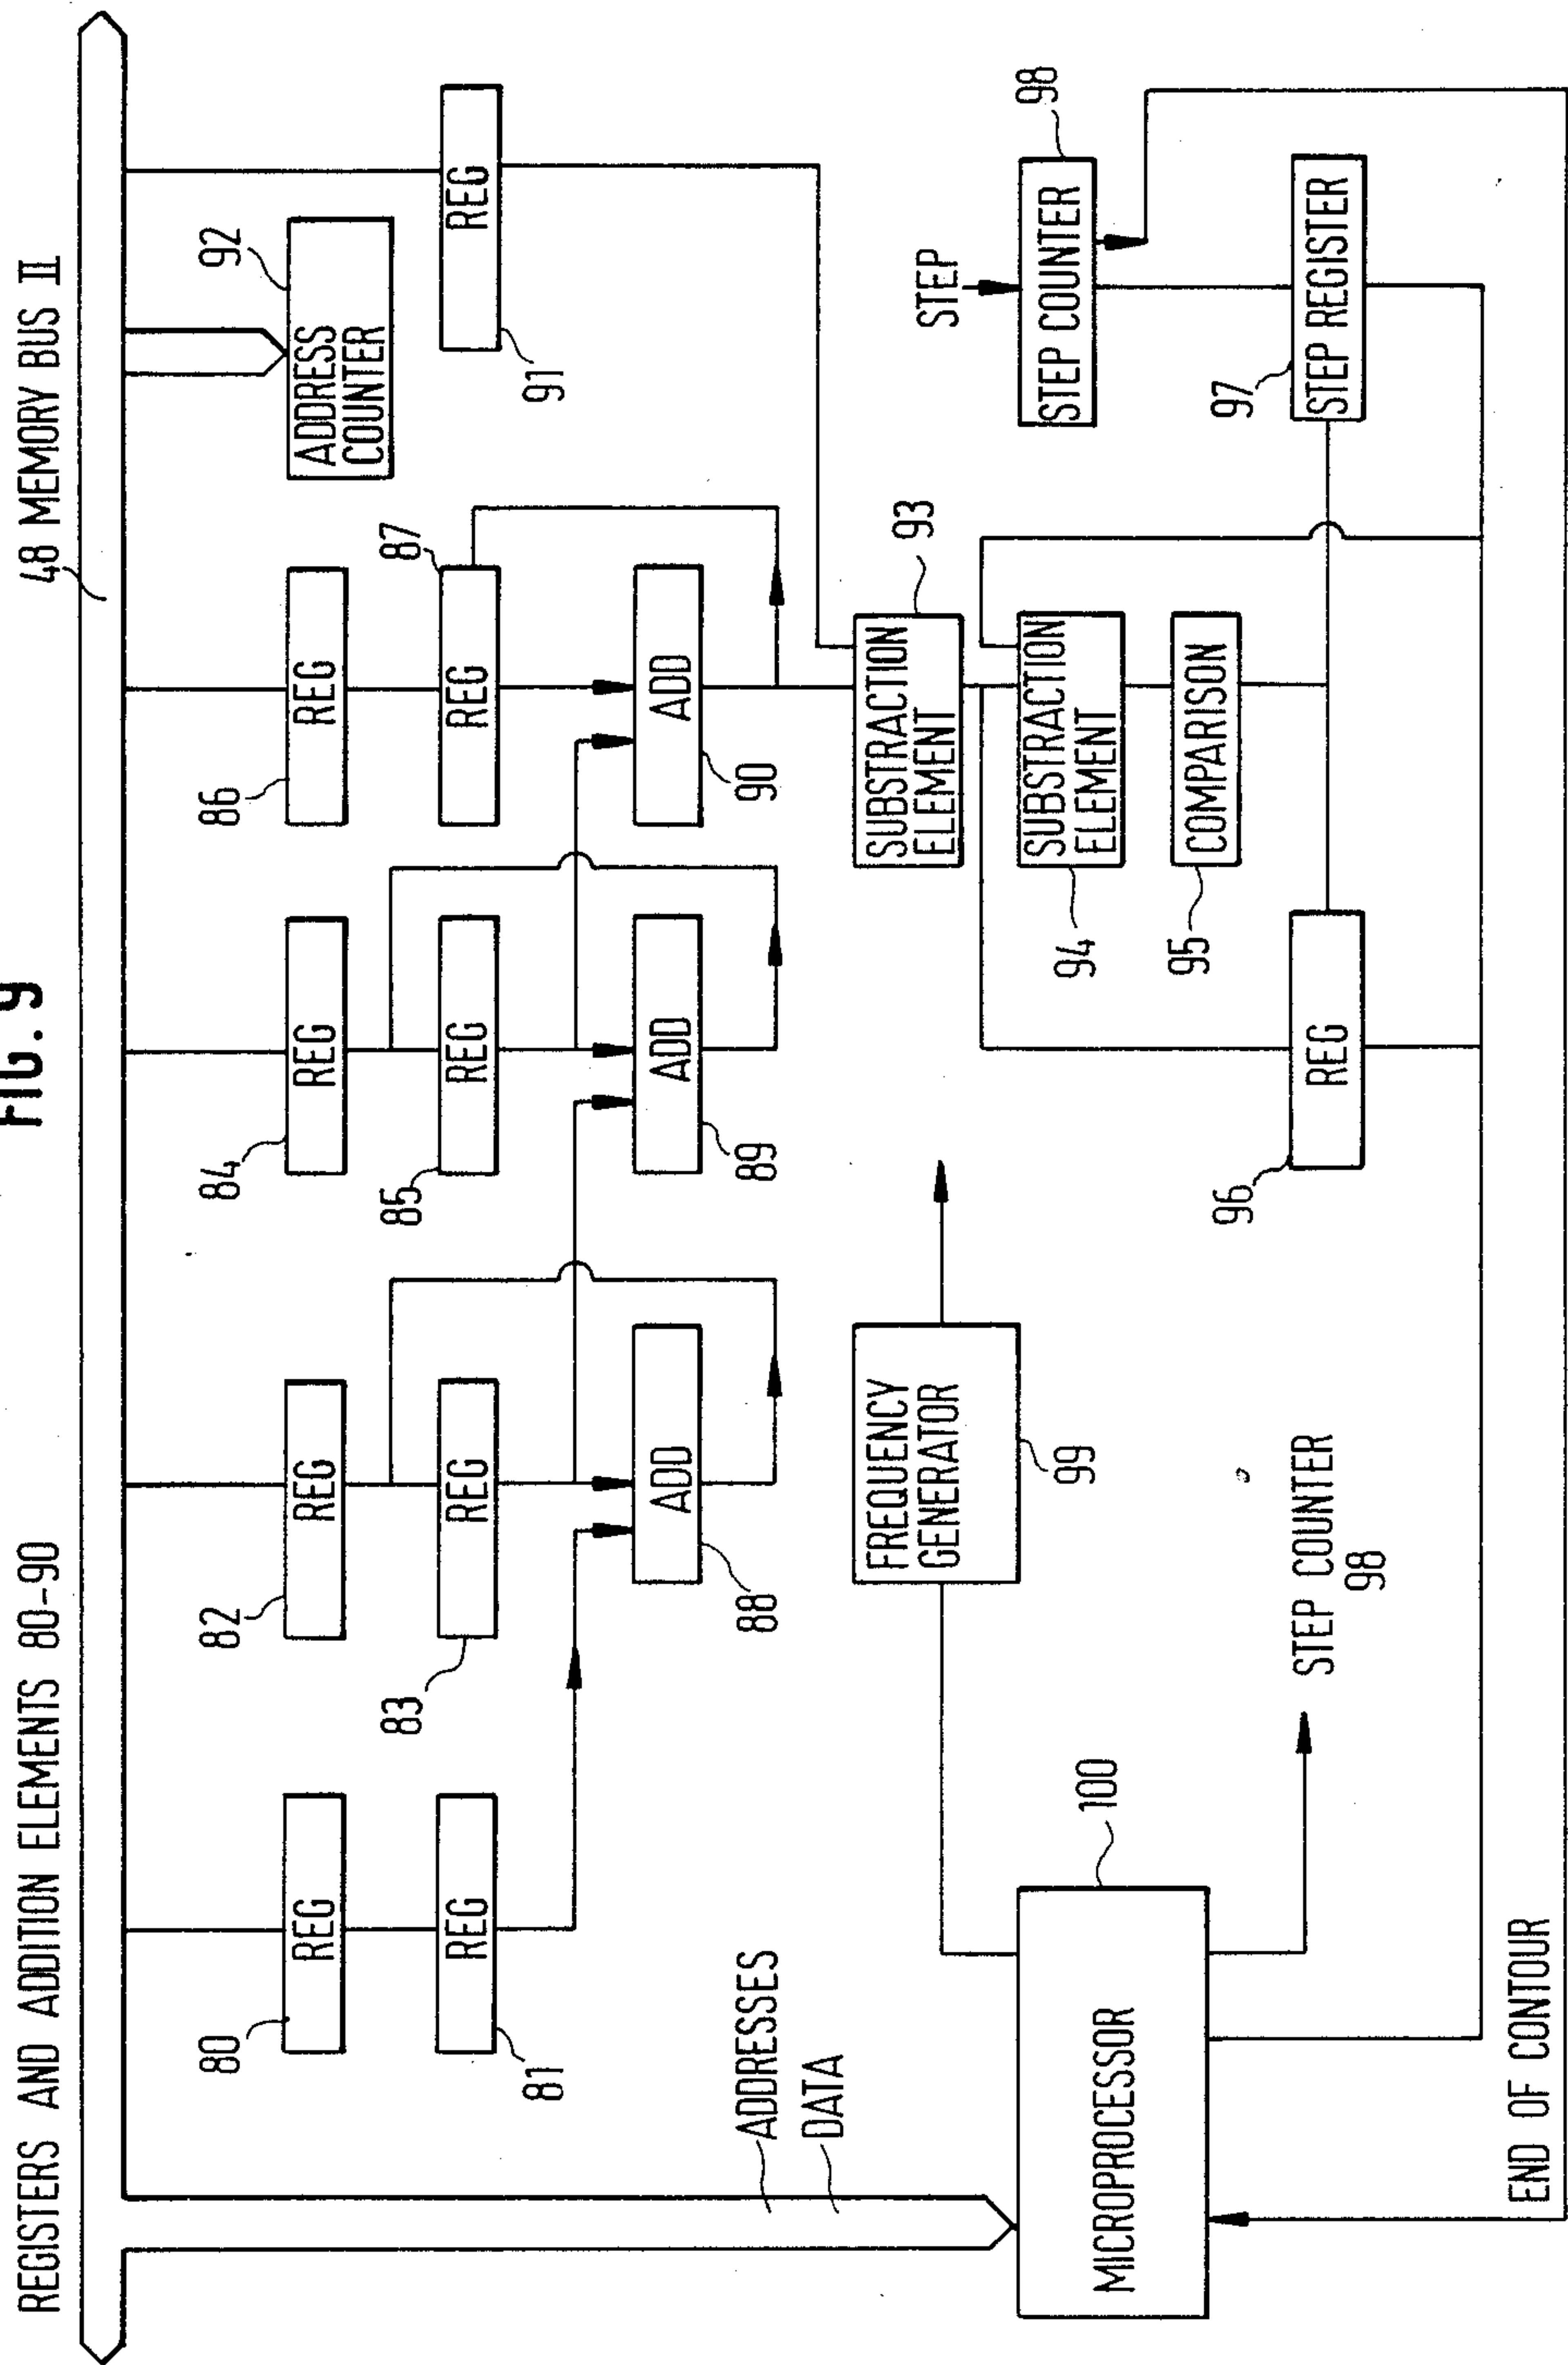 FIG. 9
REGISTERS AND ADDITION ELEMENTS 80-90
48 MEMORY BUS II
80
REG
82
REG
84
REG
86
REG
92
ADDRESS
COUNTER
81
REG
83
REG
85
REG
87
REG
91
REG
88
ADD
89
ADD
90
ADD
ADDRESSES
DATA
FREQUENCY
GENERATOR
99
SUBSTRACTION
ELEMENT
93
STEP
MICROPROCESSOR
100
SUBSTRACTION
ELEMENT
94
STEP COUNTER
98
COMPARISON
95
STEP COUNTER
98
96
REG
97
STEP REGISTER
END OF CONTOUR